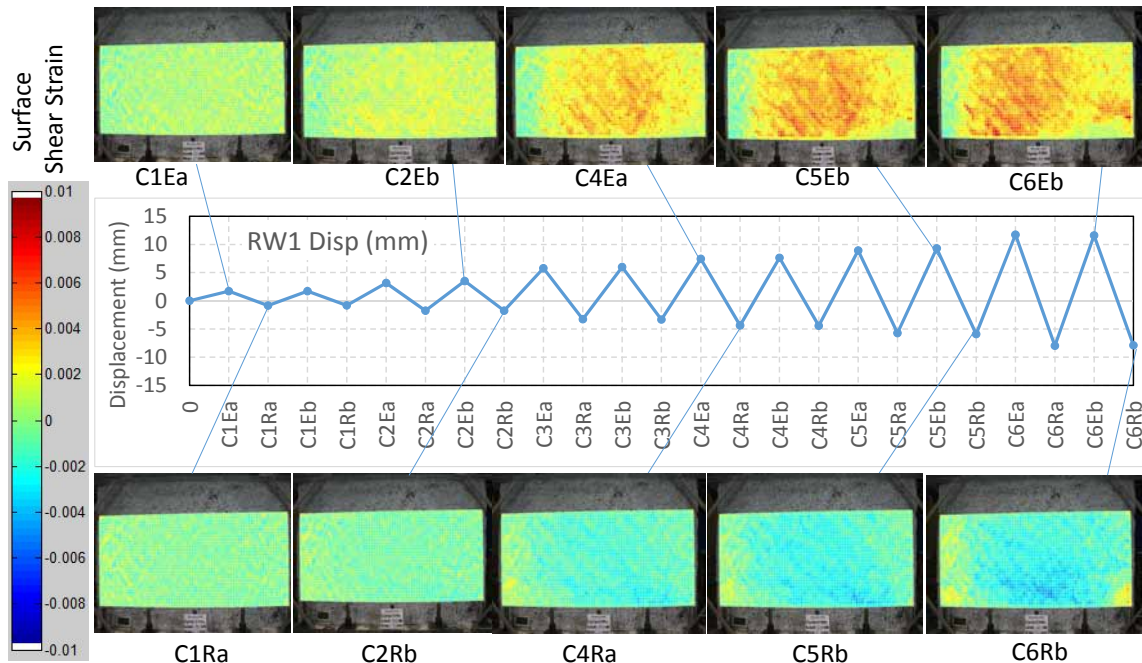 Surface
Shear Strain
C1Ea
C2Eb
C4Ea
C5Eb
C6Eb
0.01
0.008
0.006
0.004
0.002
0
-0.002
-0.004
-0.006
-0.008
-0.01
RW1 Disp (mm)
Displacement (mm)
15
10
5
0
-5
-10
-15
0
C1Ea
C1Ra
C1Eb
C1Rb
C2Ea
C2Ra
C2Eb
C2Rb
C3Ea
C3Ra
C3Eb
C3Rb
C4Ea
C4Ra
C4Eb
C4Rb
C5Ea
C5Ra
C5Eb
C5Rb
C6Ea
C6Ra
C6Eb
C6Rb
C1Ra
C2Rb
C4Ra
C5Rb
C6Rb